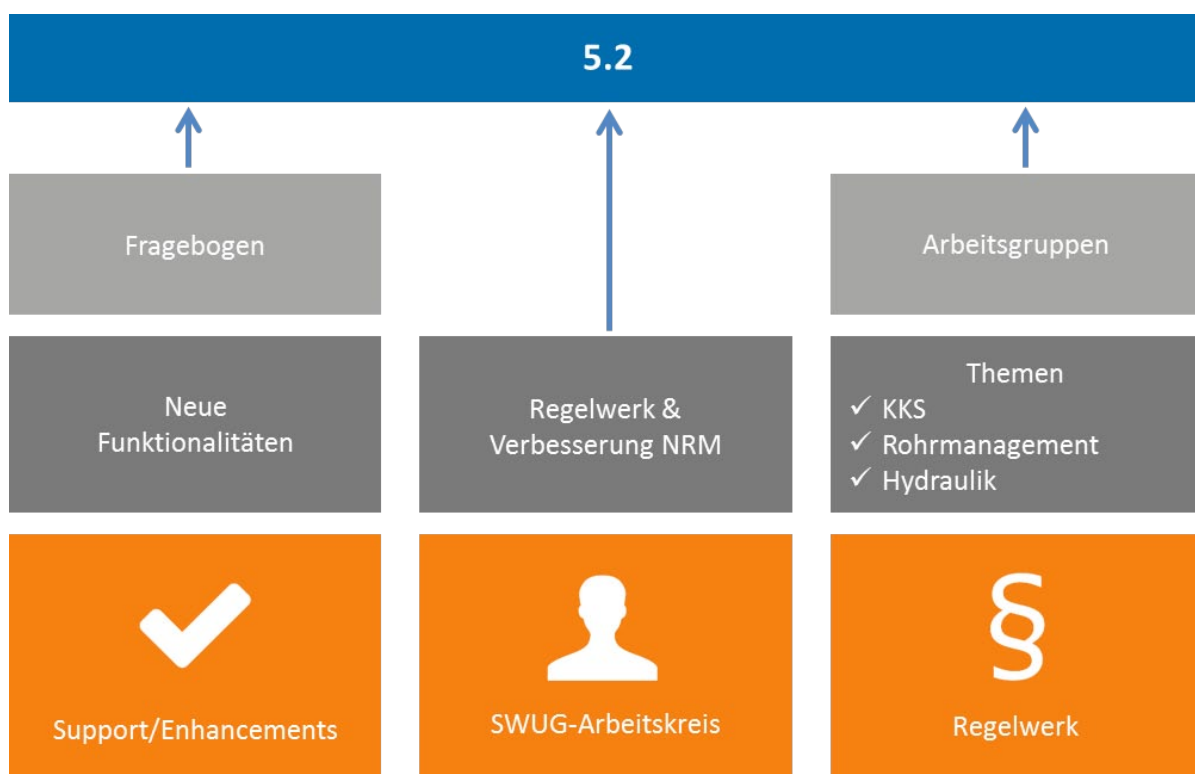 5.2
Fragebogen
Arbeitsgruppen
Neue
Funktionalitäten
Regelwerk &
Verbesserung NRM
Themen
✓ KKS
✓ Rohrmanagement
✓ Hydraulik
Support/Enhancements
SWUG-Arbeitskreis
§
Regelwerk